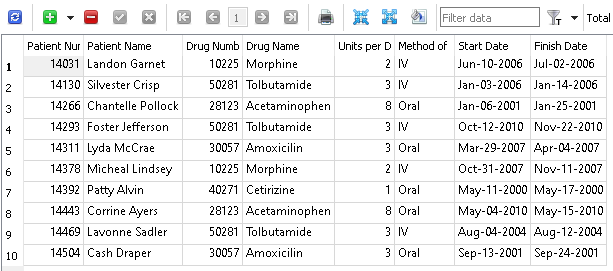 1 Filter data Total
Patient Nur Patient Name Drug Numb Drug Name Units per D Method of Start Date Finish Date
1 14031 Landon Garnet 10225 Morphine 2 IV Jun-10-2006 Jul-02-2006
2 14130 Silvester Crisp 50281 Tolbutamide 3 IV Jan-03-2006 Jan-14-2006
3 14266 Chantelle Pollock 28123 Acetaminophen 8 Oral Jan-06-2001 Jan-25-2001
4 14293 Foster Jefferson 50281 Tolbutamide 3 IV Oct-12-2010 Nov-22-2010
5 14311 Lyda McCrae 30057 Amoxicilin 3 Oral Mar-29-2007 Apr-04-2007
6 14378 Micheal Lindsey 10225 Morphine 2 IV Oct-31-2007 Nov-11-2007
7 14392 Patty Alvin 40271 Cetirizine 1 Oral May-11-2000 May-17-2000
8 14443 Corrine Ayers 28123 Acetaminophen 8 Oral May-04-2010 May-15-2010
9 14469 Lavonne Sadler 50281 Tolbutamide 3 IV Aug-04-2004 Aug-12-2004
10 14504 Cash Draper 30057 Amoxicilin 3 Oral Sep-13-2001 Sep-24-2001